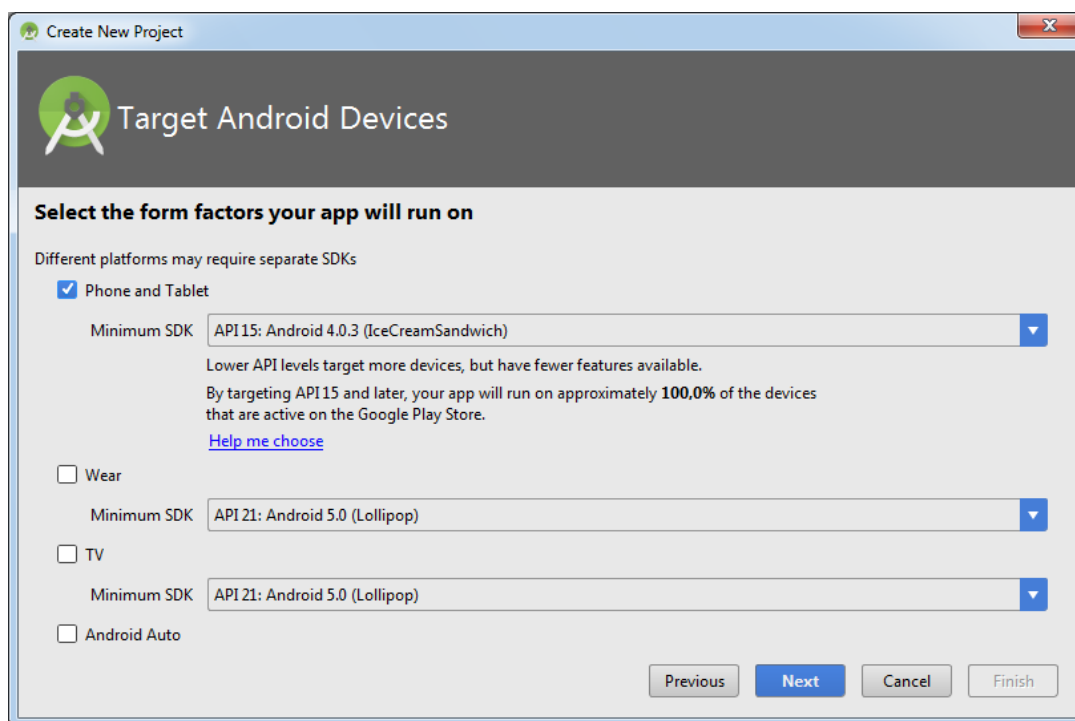 Create New Project
Target Android Devices
Select the form factors your app will run on
Different platforms may require separate SDKs
Phone and Tablet
Minimum SDK API 15: Android 4.0.3 (IceCreamSandwich)
Lower API levels target more devices, but have fewer features available.
By targeting API 15 and later, your app will run on approximately 100,0% of the devices
that are active on the Google Play Store.
Help me choose
Wear
Minimum SDK API 21: Android 5.0 (Lollipop)
TV
Minimum SDK API 21: Android 5.0 (Lollipop)
Android Auto
Previous Next Cancel Finish